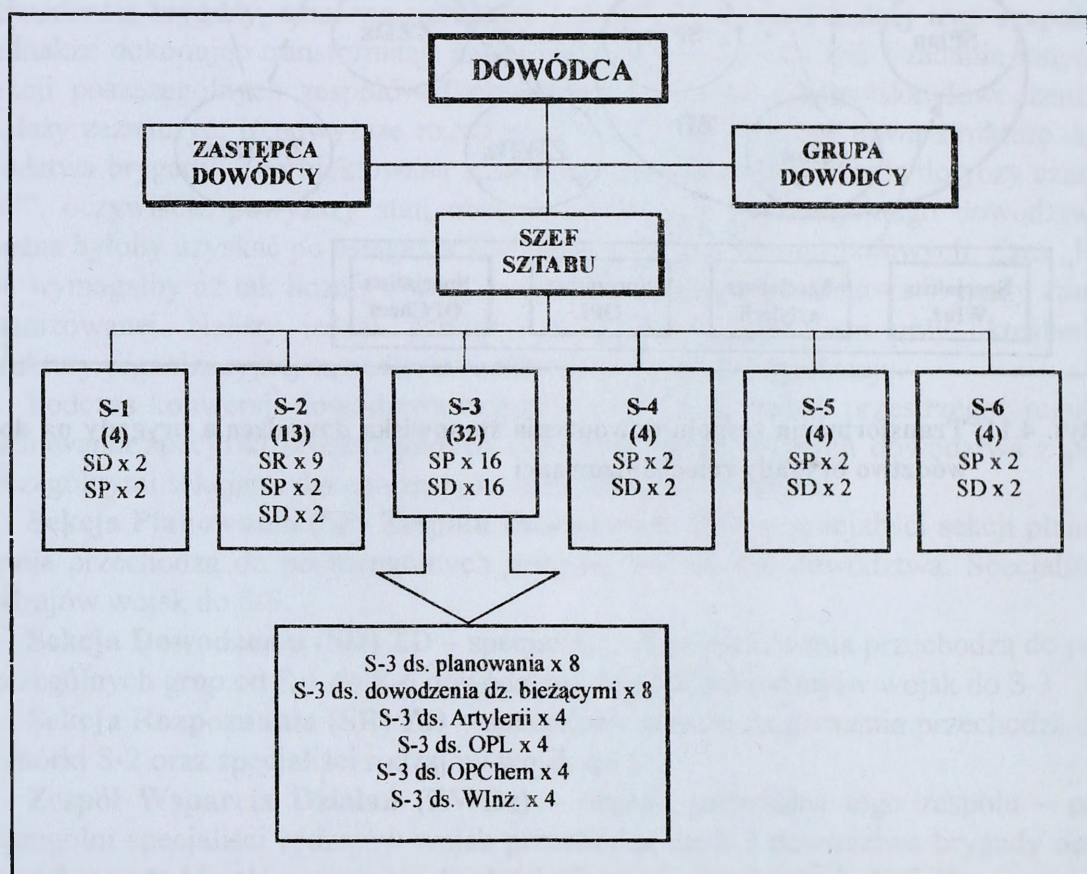 DOWÓDCA
ZASTĘPCA
DOWÓDCY
GRUPA
DOWÓDCY
SZEF
SZTABU
S-1
(4)
SD x 2
SP x 2
S-2
(13)
SR x 9
SP x 2
SD x 2
S-3
(32)
SP x 16
SD x 16
S-4
(4)
SP x 2
SD x 2
S-5
(4)
SP x 2
SD x 2
S-6
(4)
SP x 2
SD x 2
S-3 ds. planowania x 8
S-3 ds. dowodzenia dz. bieżącymi x 8
S-3 ds. Artylerii x 4
S-3 ds. OPL x 4
S-3 ds. OPChem x 4
S-3 ds. WInż. x 4